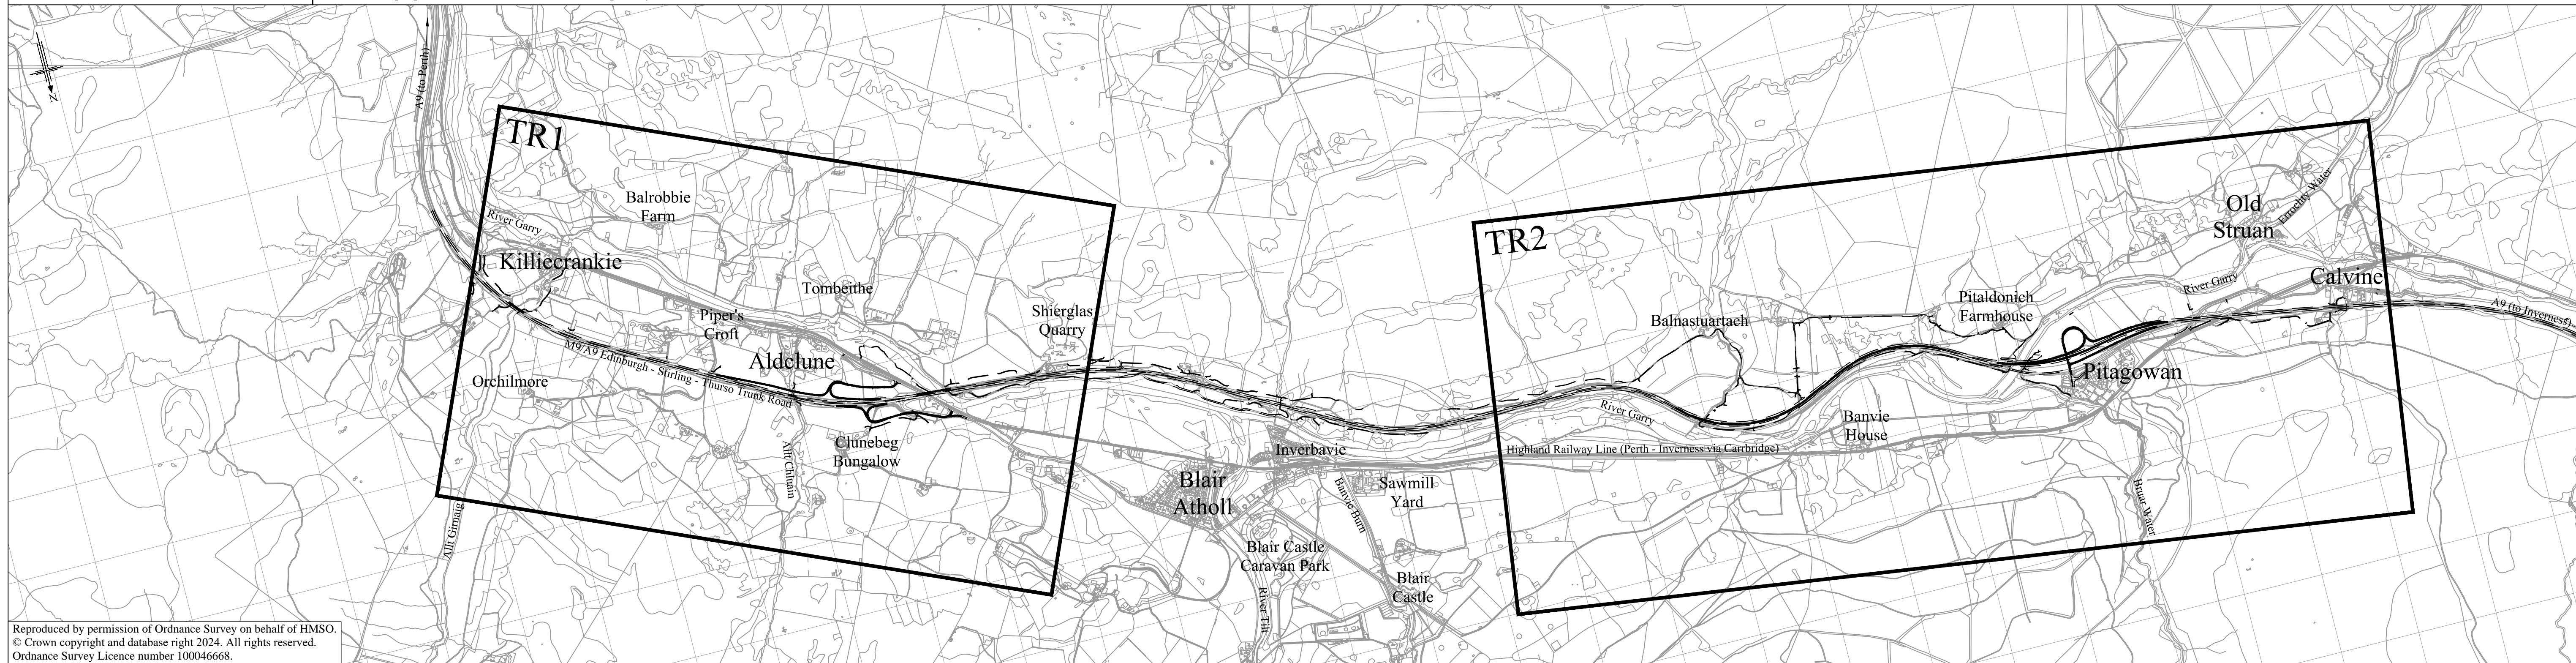 A9 (to Perth)
N
TR1
River Garry
Balrobbie
Farm
Killiecrankie
Tombeithe
Piper's
Croft
Shierglas
Quarry
Aldclune
M9/A9 Edinburgh - Stirling - Thurso Trunk Road
Orchilmore
Clunebeg
Bungalow
Allt Chluain
Allt Girnaig
Blair
Atholl
Inverbavie
Sawmill
Yard
Banvie Burn
Blair Castle
Caravan Park
River Tilt
Blair
Castle
TR2
Balnastuartach
River Garry
Highland Railway Line (Perth - Inverness via Carrbridge)
Banvie
House
Pitaldonich
Farmhouse
Pitagowan
Bruar Water
Old
Struan
Errochty Water
River Garry
Calvine
A9 (to Inverness)
Reproduced by permission of Ordnance Survey on behalf of HMSO.
© Crown copyright and database right 2024. All rights reserved.
Ordnance Survey Licence number 100046668.